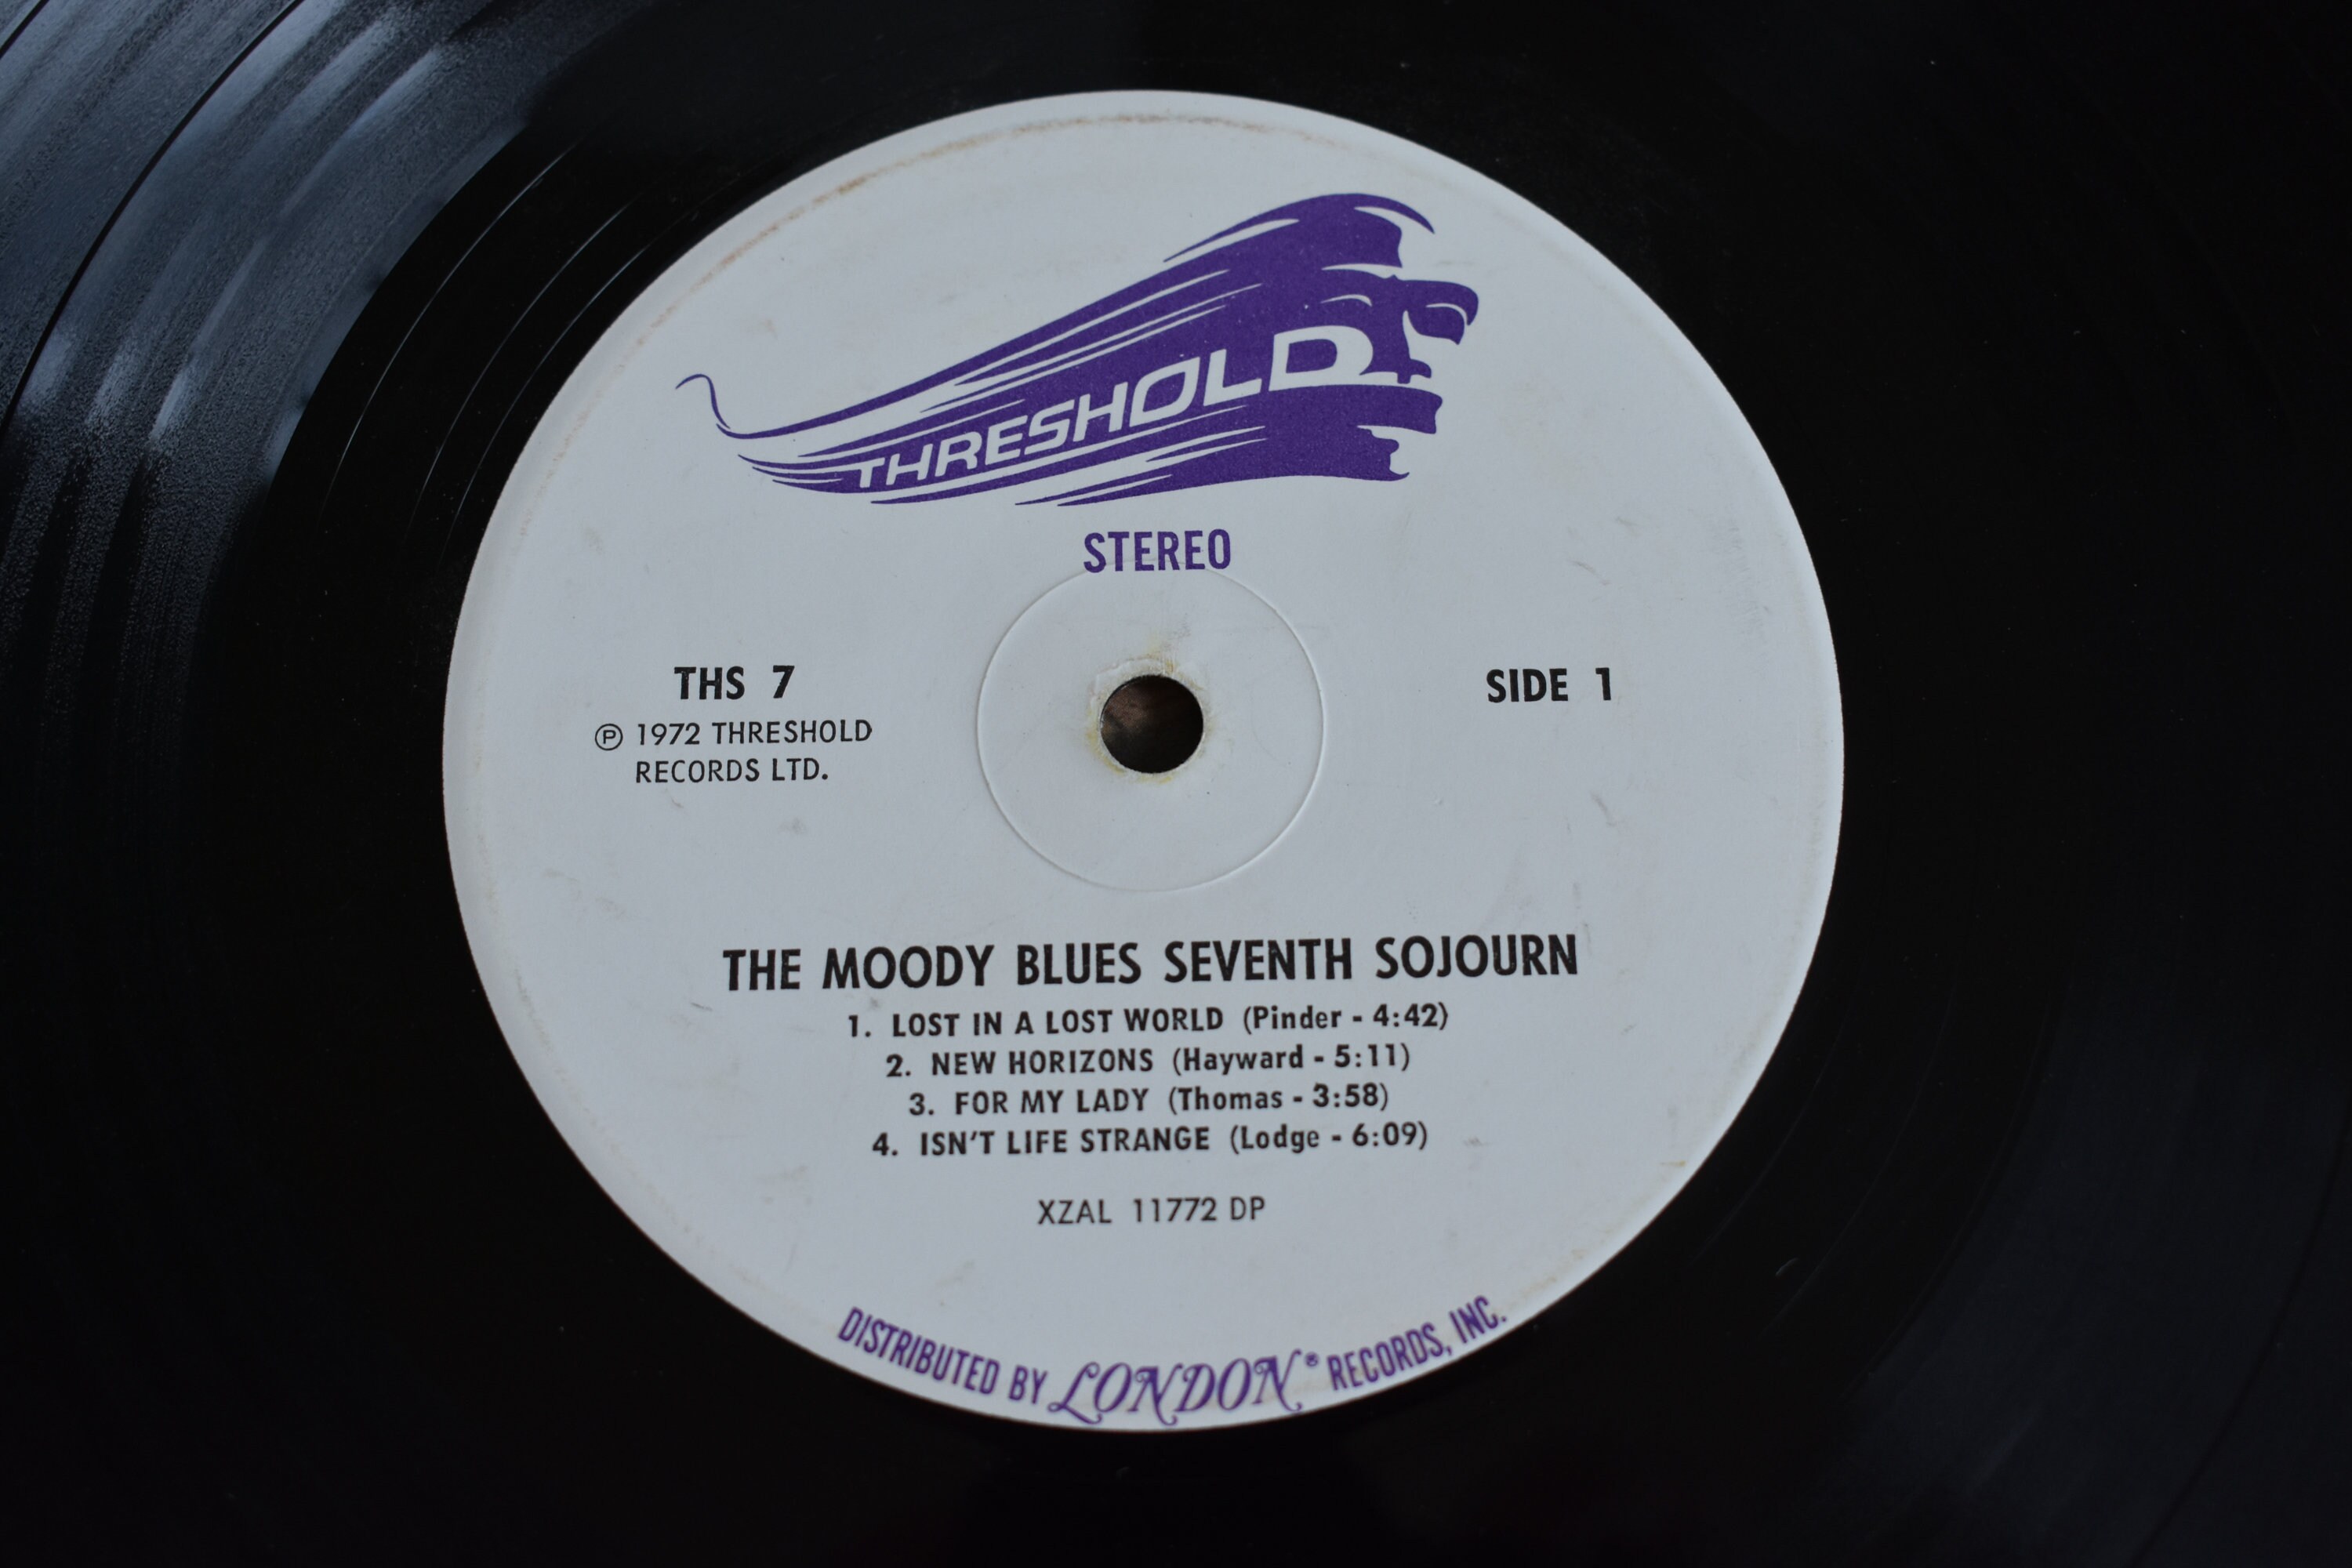 THRESHOLD
STEREO
THS 7
SIDE 1
℗ 1972 THRESHOLD
RECORDS LTD.
THE MOODY BLUES SEVENTH SOJOURN
1. LOST IN A LOST WORLD (Pinder - 4:42)
2. NEW HORIZONS (Hayward - 5:11)
3. FOR MY LADY (Thomas - 3:58)
4. ISN'T LIFE STRANGE (Lodge - 6:09)
XZAL 11772 DP
DISTRIBUTED BY LONDON® RECORDS, INC.